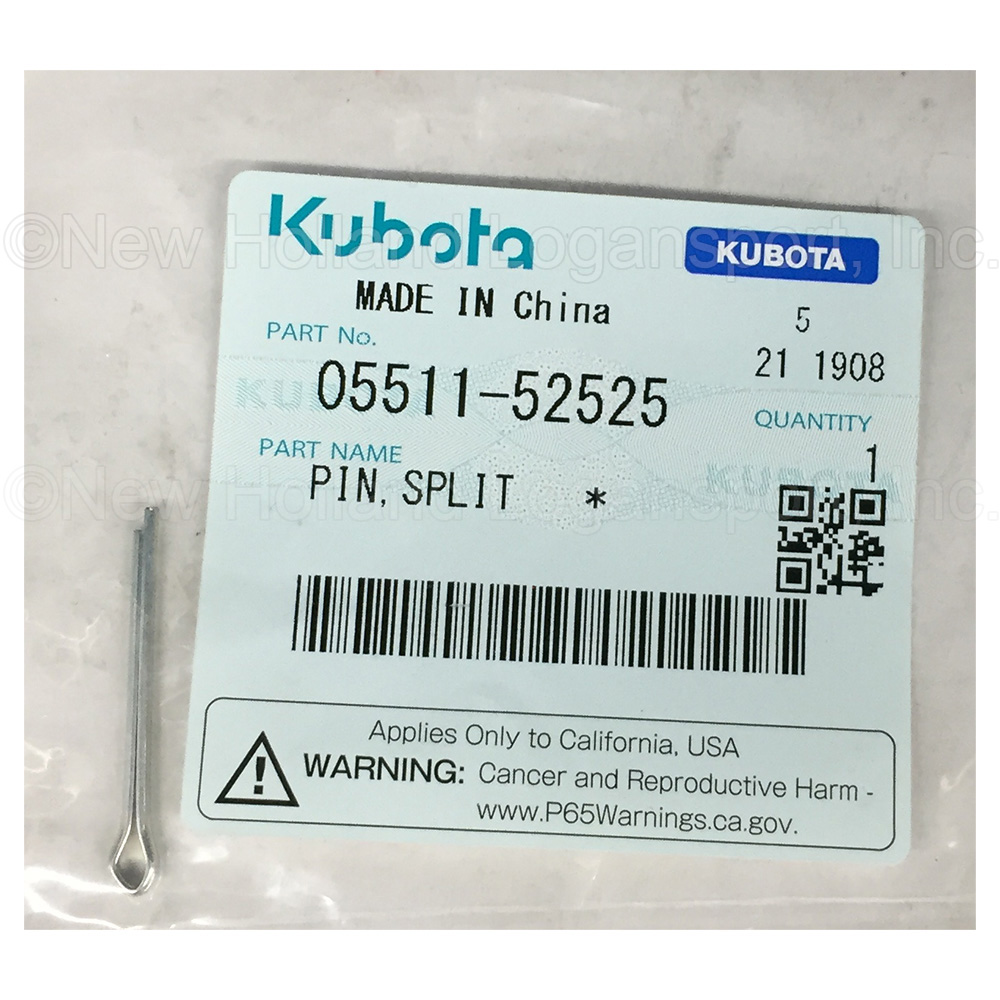 Kubota
KUBOTA
MADE IN China
5
PART No.
21 1908
05511-52525
QUANTITY
PART NAME
1
PIN, SPLIT *
KUBOTA
KUBOTA
Applies Only to California, USA
WARNING: Cancer and Reproductive Harm -
www.P65Warnings.ca.gov.
©New Holland Logansport, Inc.
©New Holland Logansport, Inc.